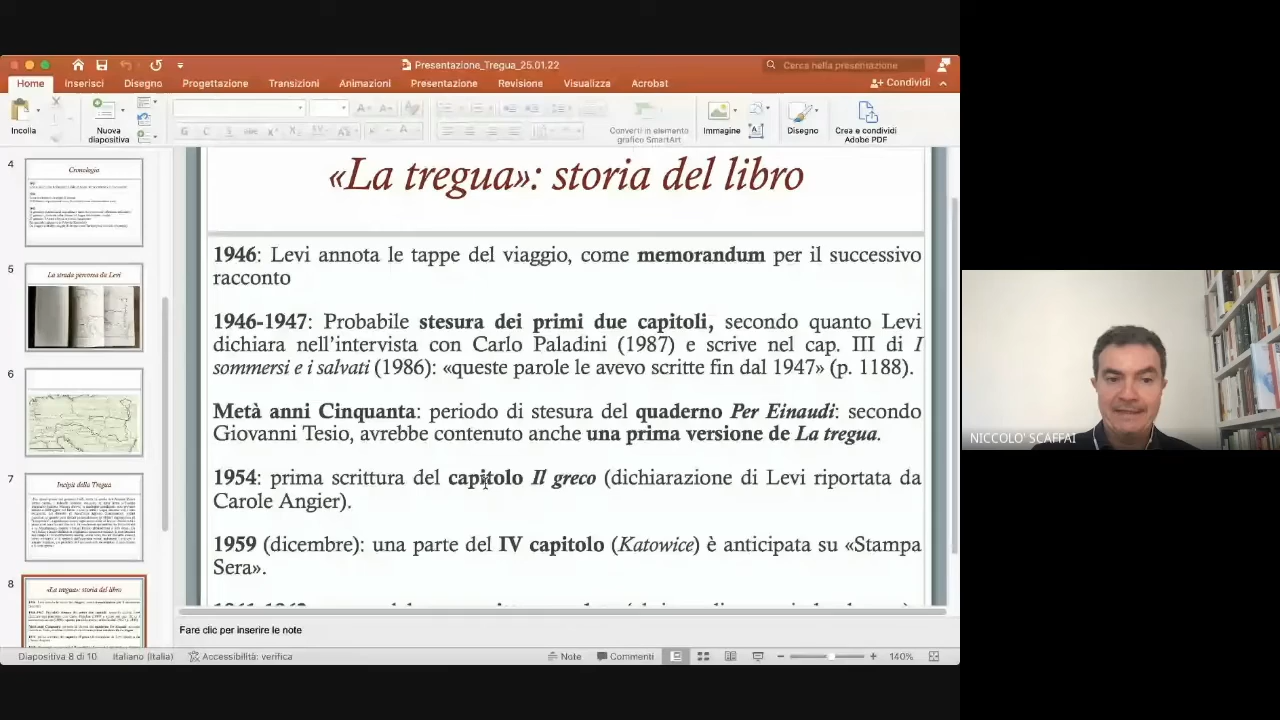 Presentazione_Tregua_25.01.22
Cerca nella presentazione
Home Inserisci Disegno Progettazione Transizioni Animazioni Presentazione Revisione Visualizza Acrobat
Condividi
Incolla
Nuova diapositiva
Converti in elemento grafico SmartArt
Immagine
Disegno
Crea e condividi Adobe PDF
4
Cronologia
5
La strada percorsa da Levi
6
7
Incipit della Tregua
8
«La tregua»: storia del libro
«La tregua»: storia del libro
1946: Levi annota le tappe del viaggio, come memorandum per il successivo
racconto
1946-1947: Probabile stesura dei primi due capitoli, secondo quanto Levi
dichiara nell’intervista con Carlo Paladini (1987) e scrive nel cap. III di I
sommersi e i salvati (1986): «queste parole le avevo scritte fin dal 1947» (p. 1188).
Metà anni Cinquanta: periodo di stesura del quaderno Per Einaudi: secondo
Giovanni Tesio, avrebbe contenuto anche una prima versione de La tregua.
1954: prima scrittura del capitolo Il greco (dichiarazione di Levi riportata da
Carole Angier).
1959 (dicembre): una parte del IV capitolo (Katowice) è anticipata su «Stampa
Sera».
Fare clic per inserire le note
Diapositiva 8 di 10 Italiano (Italia) Accessibilità: verifica Note Commenti 140%
NICCOLO' SCAFFAI